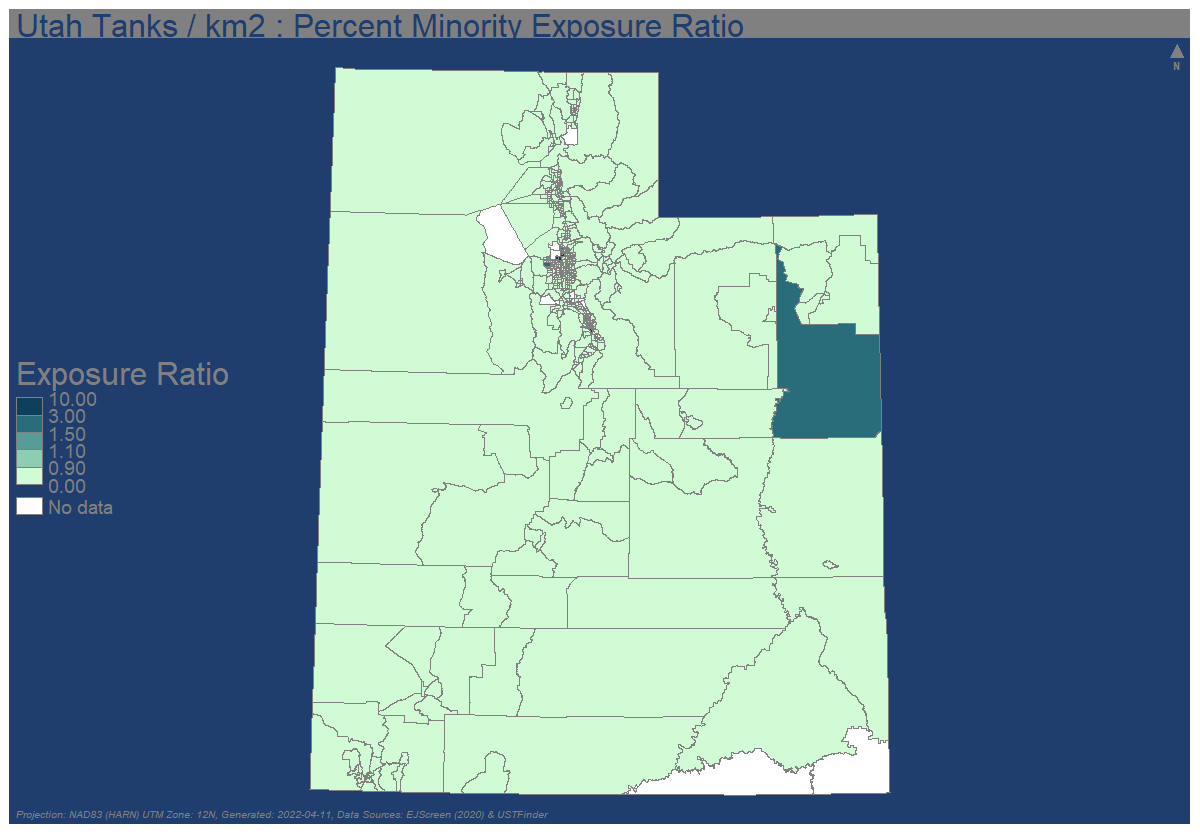 Utah Tanks / km2 : Percent Minority Exposure Ratio
N
Exposure Ratio
10.00
3.00
1.50
1.10
0.90
0.00
No data
Projection: NAD83 (HARN) UTM Zone: 12N, Generated: 2022-04-11, Data Sources: EJScreen (2020) & USTFinder